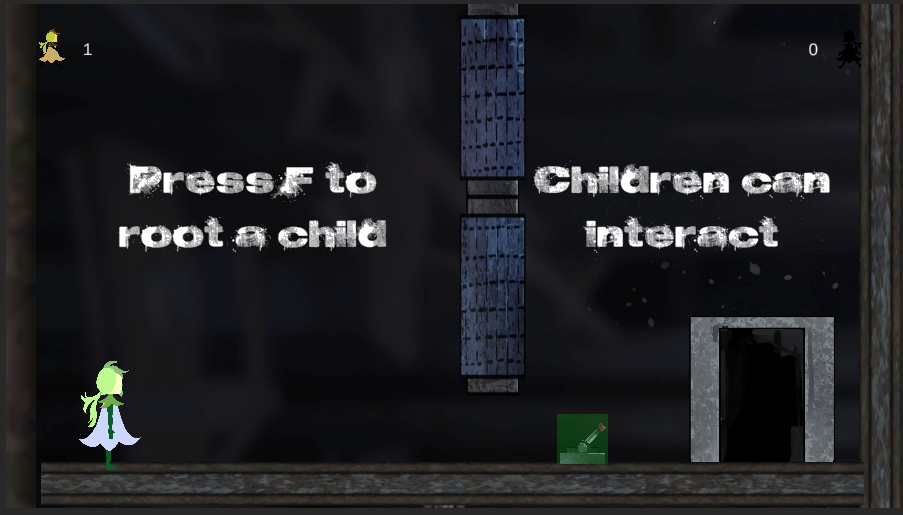 1
0
Press F to
root a child
Children can
interact